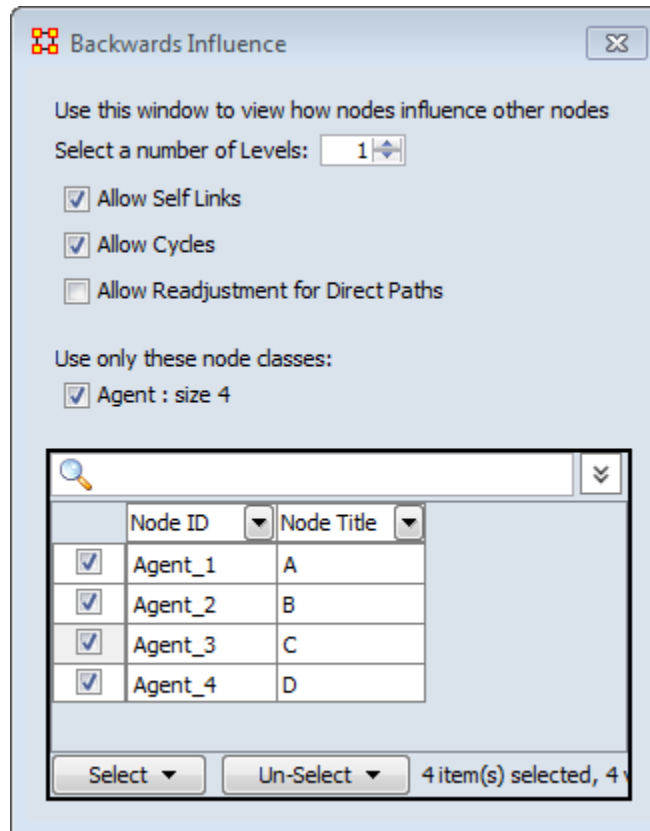 Backwards Influence
Use this window to view how nodes influence other nodes
Select a number of Levels: 1
Allow Self Links
Allow Cycles
Allow Readjustment for Direct Paths
Use only these node classes:
Agent : size 4
Node ID Node Title
Agent_1 A
Agent_2 B
Agent_3 C
Agent_4 D
Select Un-Select 4 item(s) selected, 4